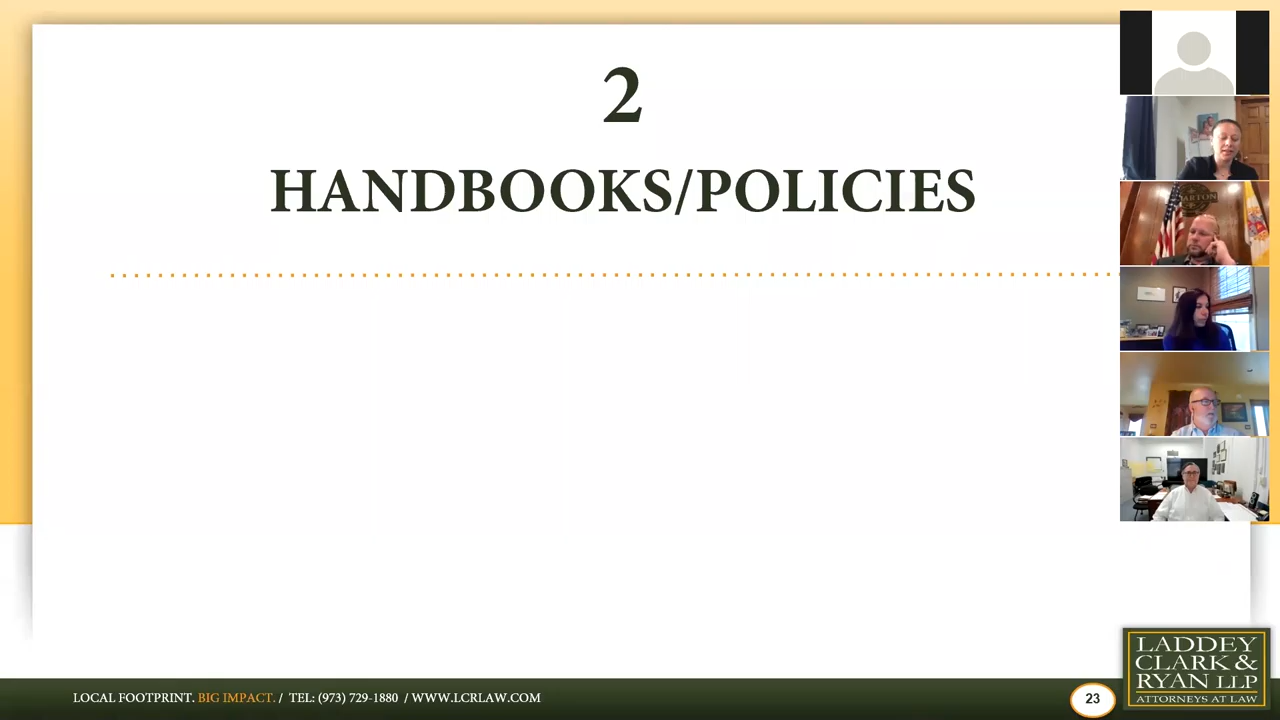 2
HANDBOOKS/POLICIES
LOCAL FOOTPRINT. BIG IMPACT. / TEL: (973) 729-1880 / WWW.LCRLAW.COM
23
LADDEY
CLARK &
RYAN LLP
ATTORNEYS AT LAW